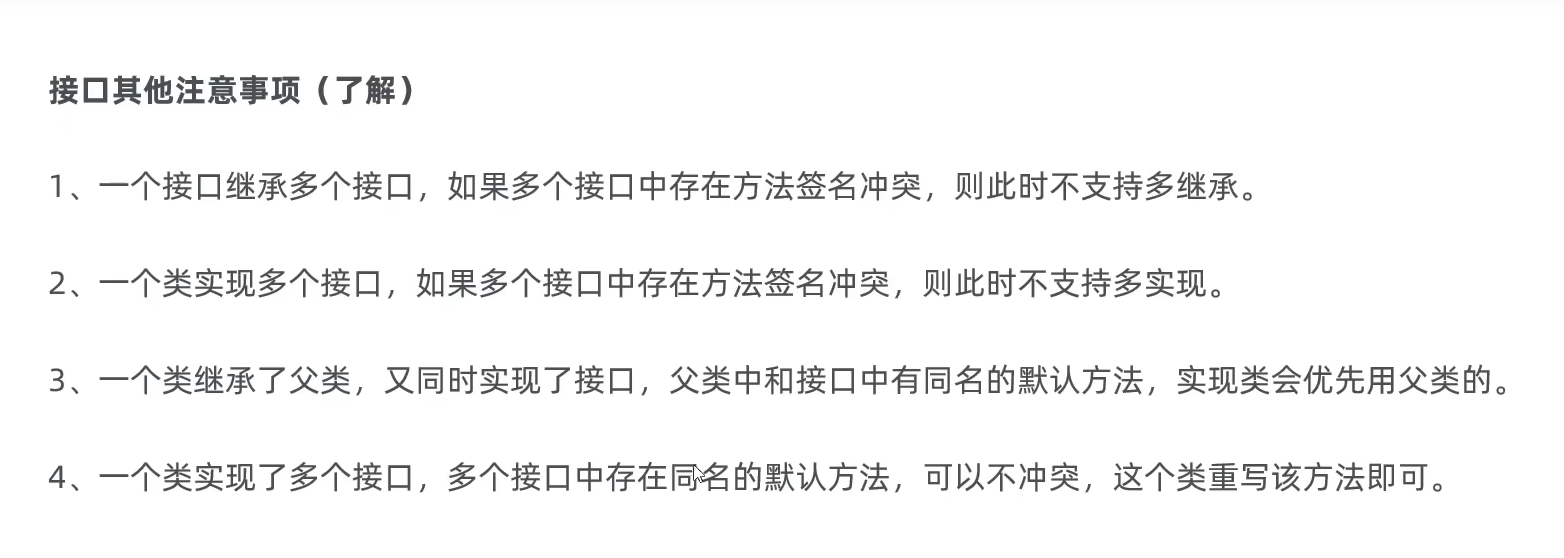 接口其他注意事项（了解）
1、一个接口继承多个接口，如果多个接口中存在方法签名冲突，则此时不支持多继承。
2、一个类实现多个接口，如果多个接口中存在方法签名冲突，则此时不支持多实现。
3、一个类继承了父类，又同时实现了接口，父类中和接口中有同名的默认方法，实现类会优先用父类的。
4、一个类实现了多个接口，多个接口中存在同名的默认方法，可以不冲突，这个类重写该方法即可。